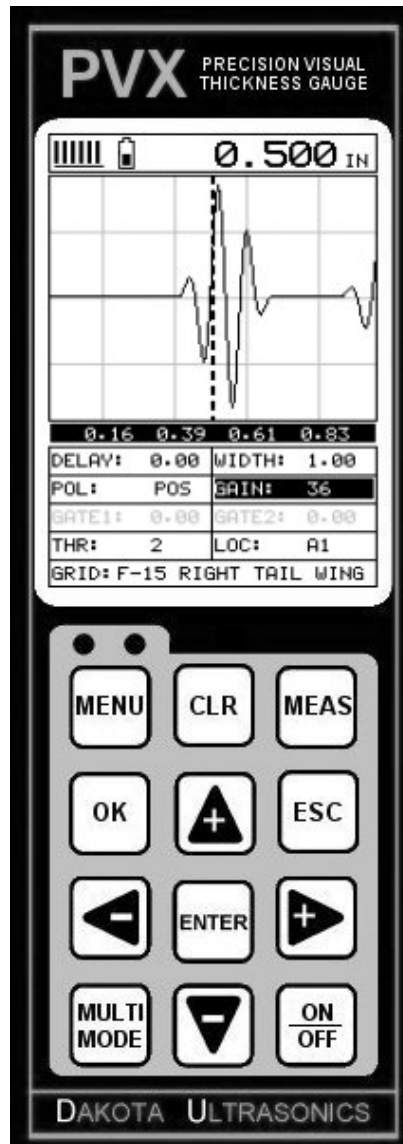 PVX PRECISION VISUAL
THICKNESS GAUGE
0.500 IN
0.16 0.39 0.61 0.83
DELAY: 0.00 WIDTH: 1.00
POL: POS GAIN: 36
GATE1: 0.00 GATE2: 0.00
THR: 2 LOC: A1
GRID: F-15 RIGHT TAIL WING
MENU CLR MEAS
OK + ESC
- ENTER +
MULTI MODE - ON OFF
DAKOTA ULTRASONICS